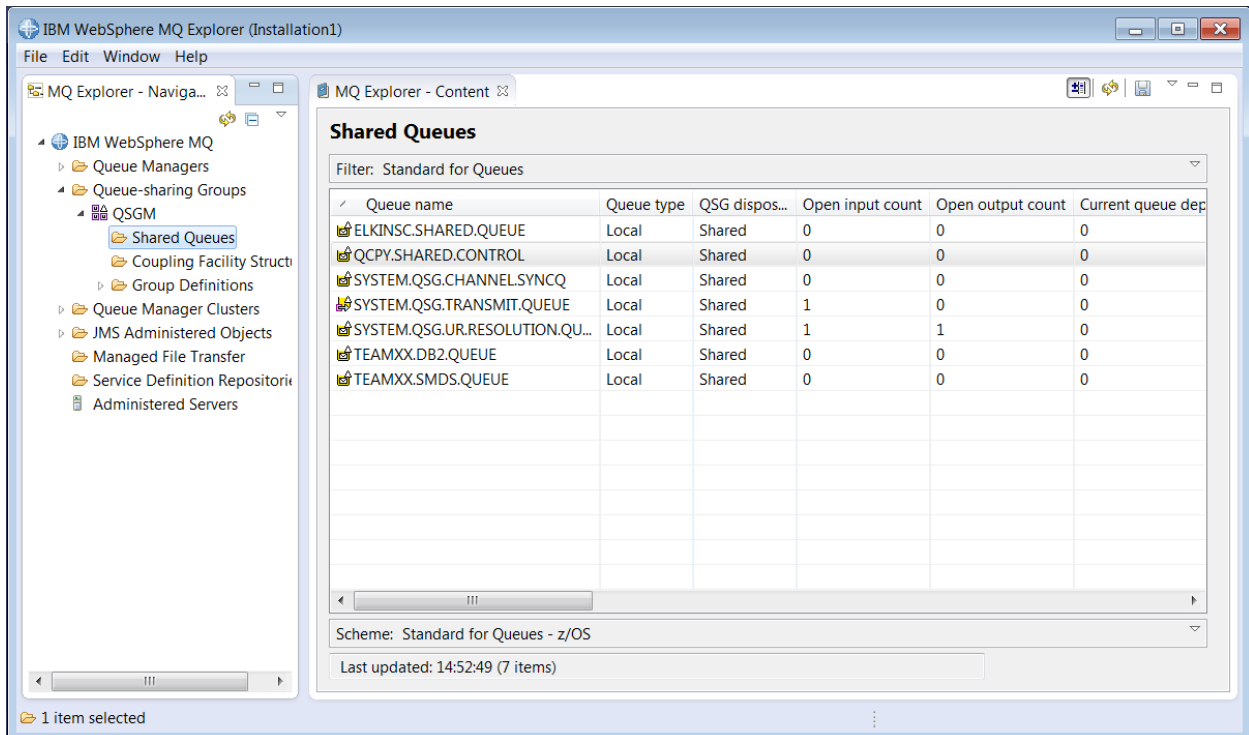 IBM WebSphere MQ Explorer (Installation1)
File Edit Window Help
MQ Explorer - Naviga...
IBM WebSphere MQ
Queue Managers
Queue-sharing Groups
QSGM
Shared Queues
Coupling Facility Struct
Group Definitions
Queue Manager Clusters
JMS Administered Objects
Managed File Transfer
Service Definition Repositorie
Administered Servers
MQ Explorer - Content
Shared Queues
Filter: Standard for Queues
Queue name Queue type QSG dispos... Open input count Open output count Current queue dep
ELKINSC.SHARED.QUEUE Local Shared 0 0 0
QCPY.SHARED.CONTROL Local Shared 0 0 0
SYSTEM.QSG.CHANNEL.SYNCQ Local Shared 0 0 0
SYSTEM.QSG.TRANSMIT.QUEUE Local Shared 1 0 0
SYSTEM.QSG.UR.RESOLUTION.QU... Local Shared 1 1 0
TEAMXX.DB2.QUEUE Local Shared 0 0 0
TEAMXX.SMDS.QUEUE Local Shared 0 0 0
Scheme: Standard for Queues - z/OS
Last updated: 14:52:49 (7 items)
1 item selected